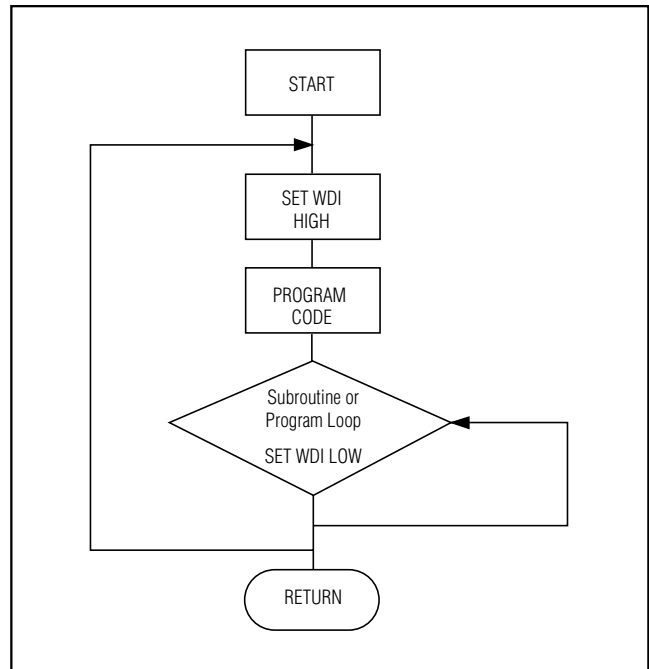 START
SET WDI
HIGH
PROGRAM
CODE
Subroutine or
Program Loop
SET WDI LOW
RETURN